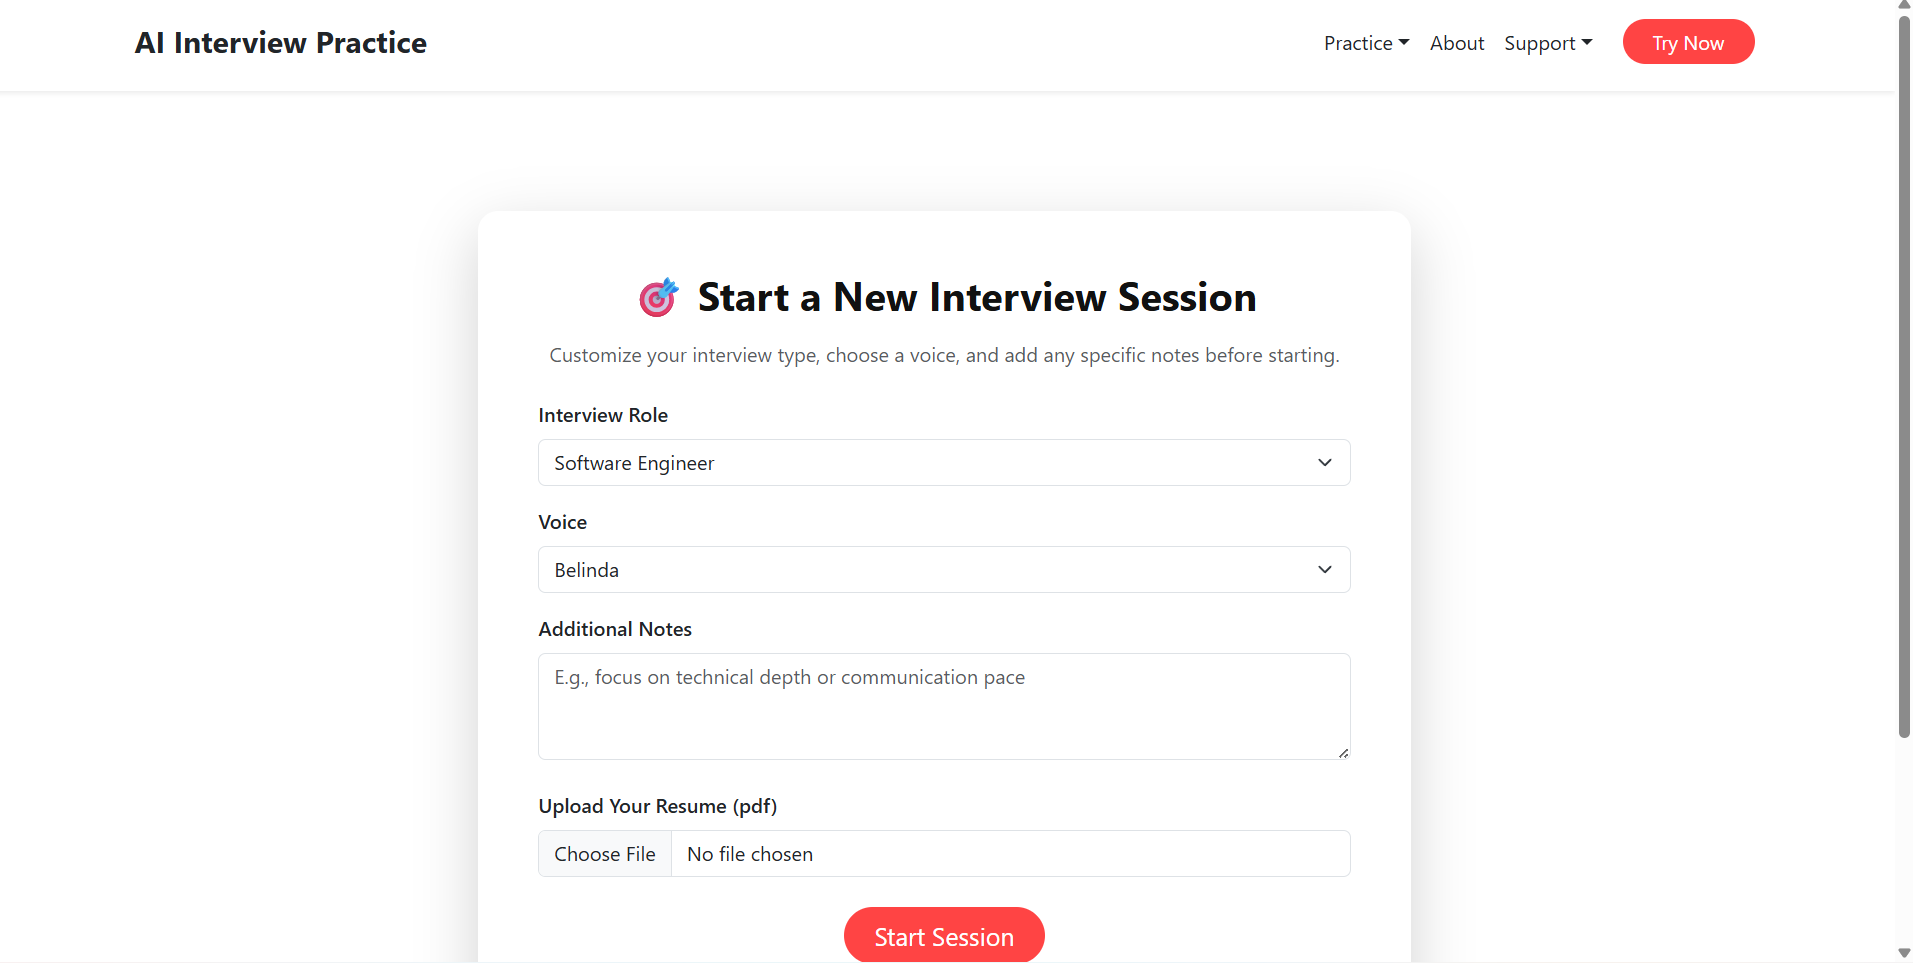 AI Interview Practice
Practice
About
Support
Try Now
Start a New Interview Session
Customize your interview type, choose a voice, and add any specific notes before starting.
Interview Role
Software Engineer
Voice
Belinda
Additional Notes
E.g., focus on technical depth or communication pace
Upload Your Resume (pdf)
Choose File No file chosen
Start Session